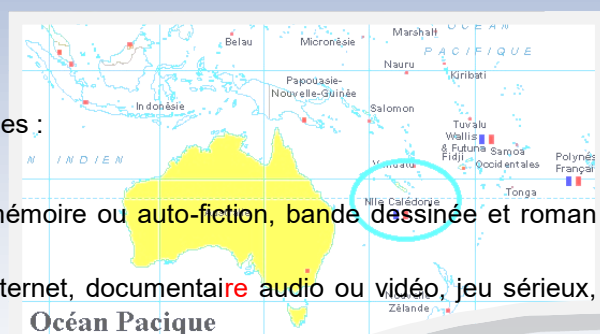 OCÉAN
Marshall
Belau
Micronésie
PACIFIQUE
Nauru
Kiribati
Papouasie-
Nouvelle-Guinée
Indonésie
Salomon
es :
Tuvalu
Wallis
& Futuna
Samoa
Occidentales
Fidji
Polynés
Françai
N INDIEN
Tonga
Nlle Calédonie
mémoire ou auto-fiction, bande dessinée et roman
ternet, documentaire audio ou vidéo, jeu sérieux,
Zélande
Océan Pacique